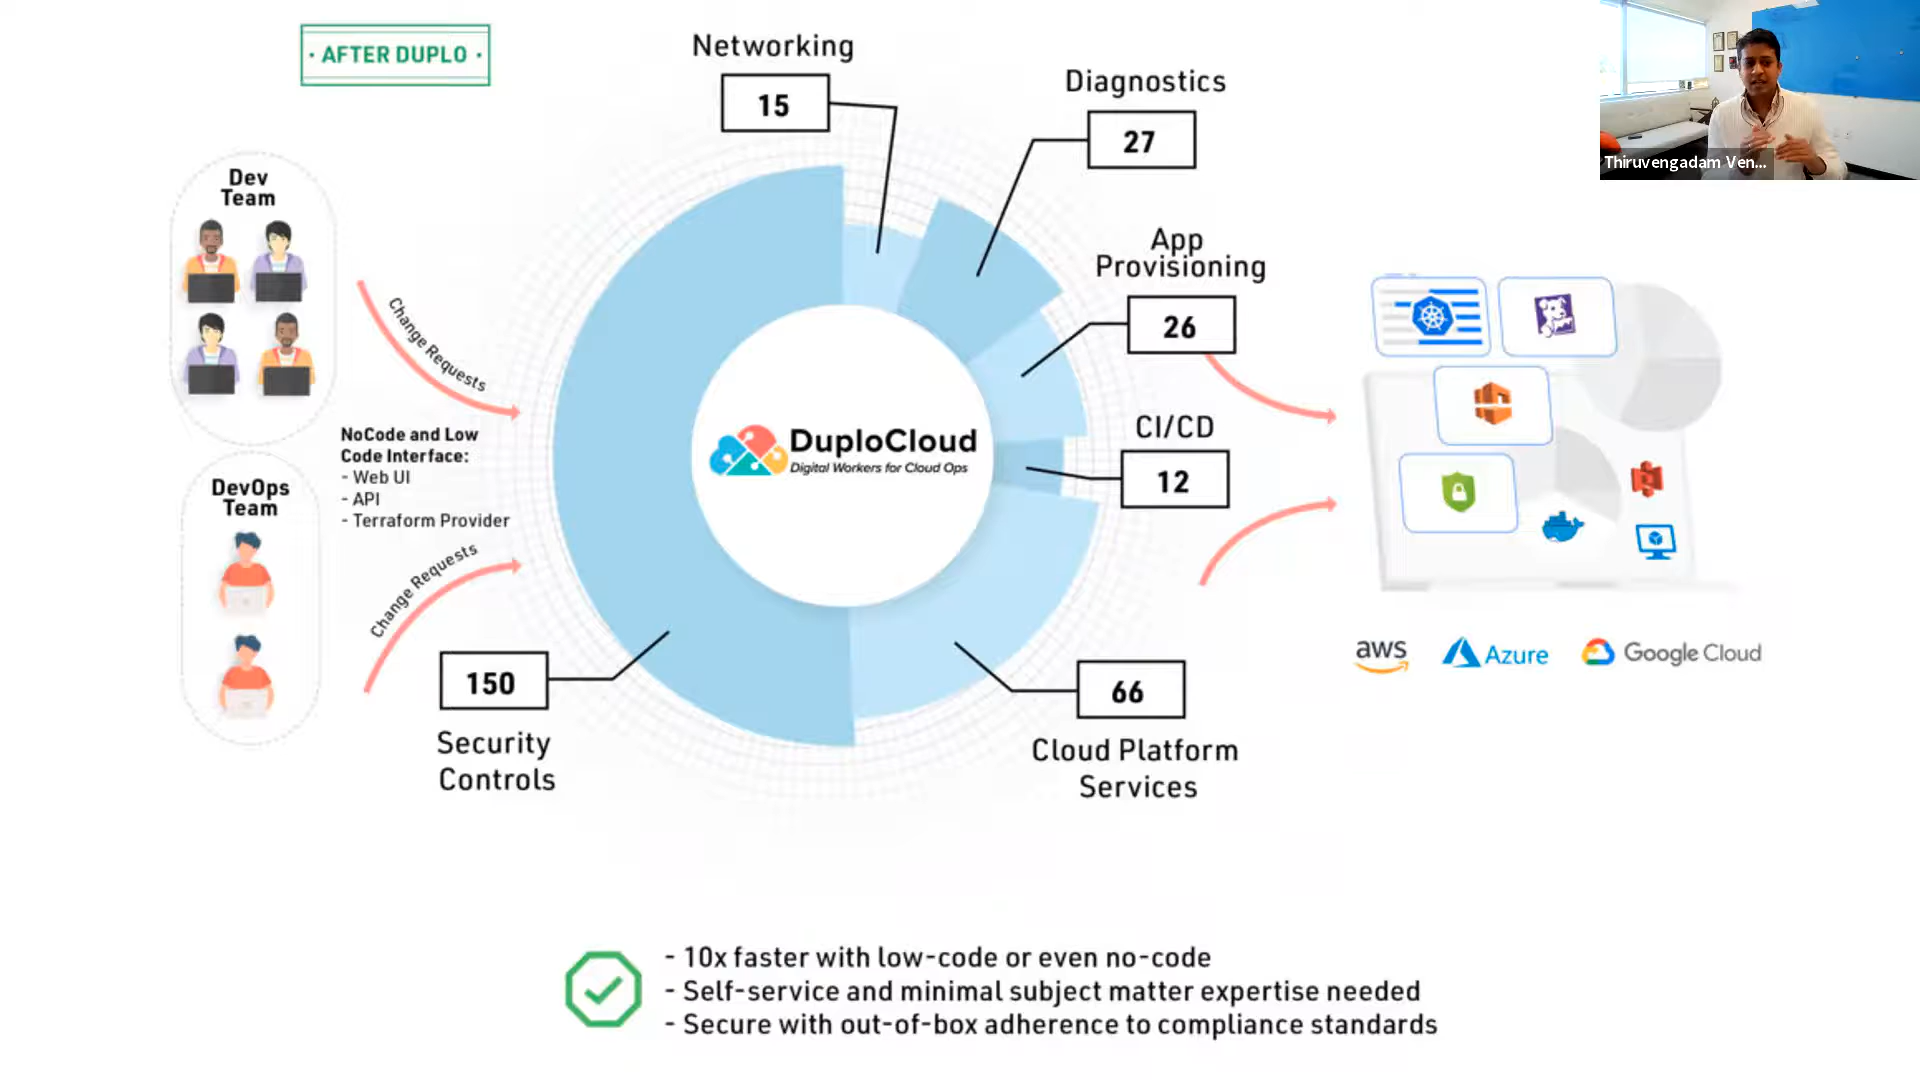 · AFTER DUPLO ·
Networking
15
Diagnostics
27
App
Provisioning
26
CI/CD
12
Dev
Team
Change Requests
NoCode and Low
Code Interface:
- Web UI
- API
- Terraform Provider
DevOps
Team
Change Requests
DuploCloud
Digital Workers for Cloud Ops
150
Security
Controls
66
Cloud Platform
Services
aws
Azure
Google Cloud
- 10x faster with low-code or even no-code
- Self-service and minimal subject matter expertise needed
- Secure with out-of-box adherence to compliance standards
Thiruvengadam Ven...